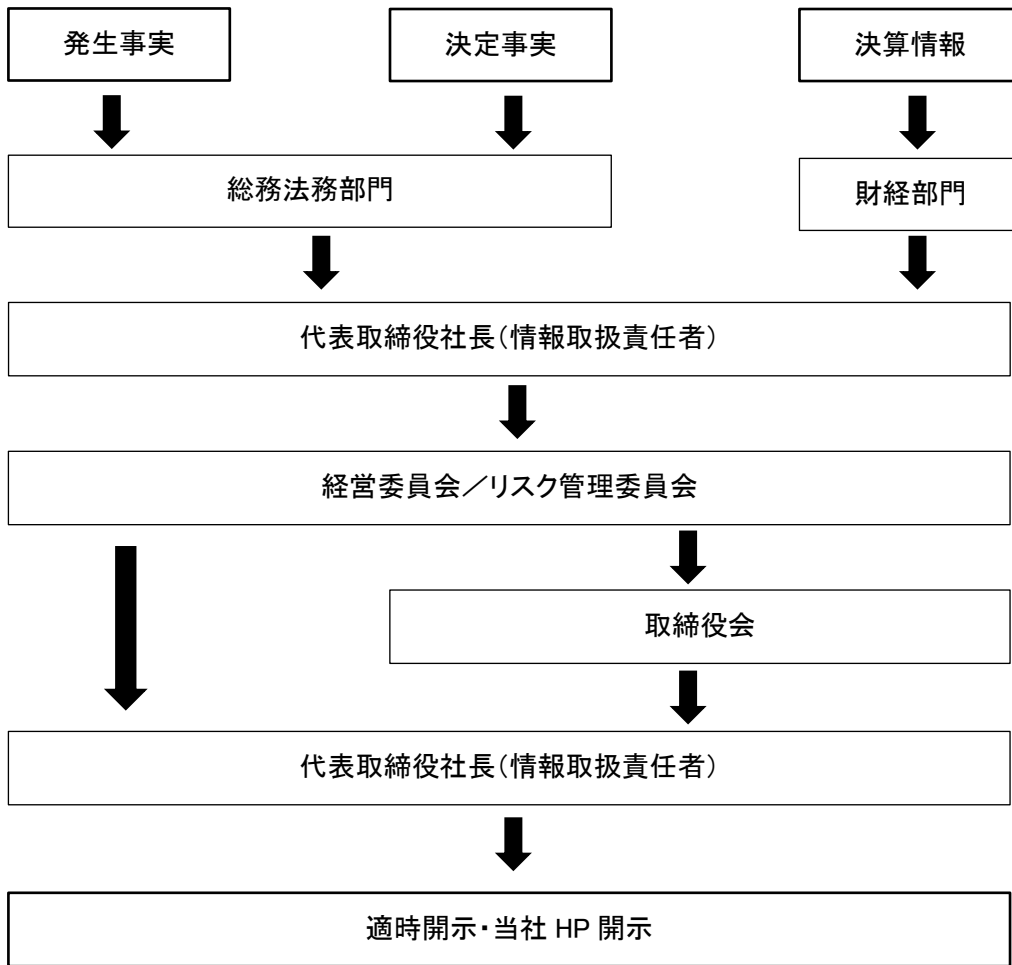 発生事実
決定事実
決算情報
総務法務部門
財経部門
代表取締役社長（情報取扱責任者）
経営委員会／リスク管理委員会
取締役会
代表取締役社長（情報取扱責任者）
適時開示・当社 HP 開示